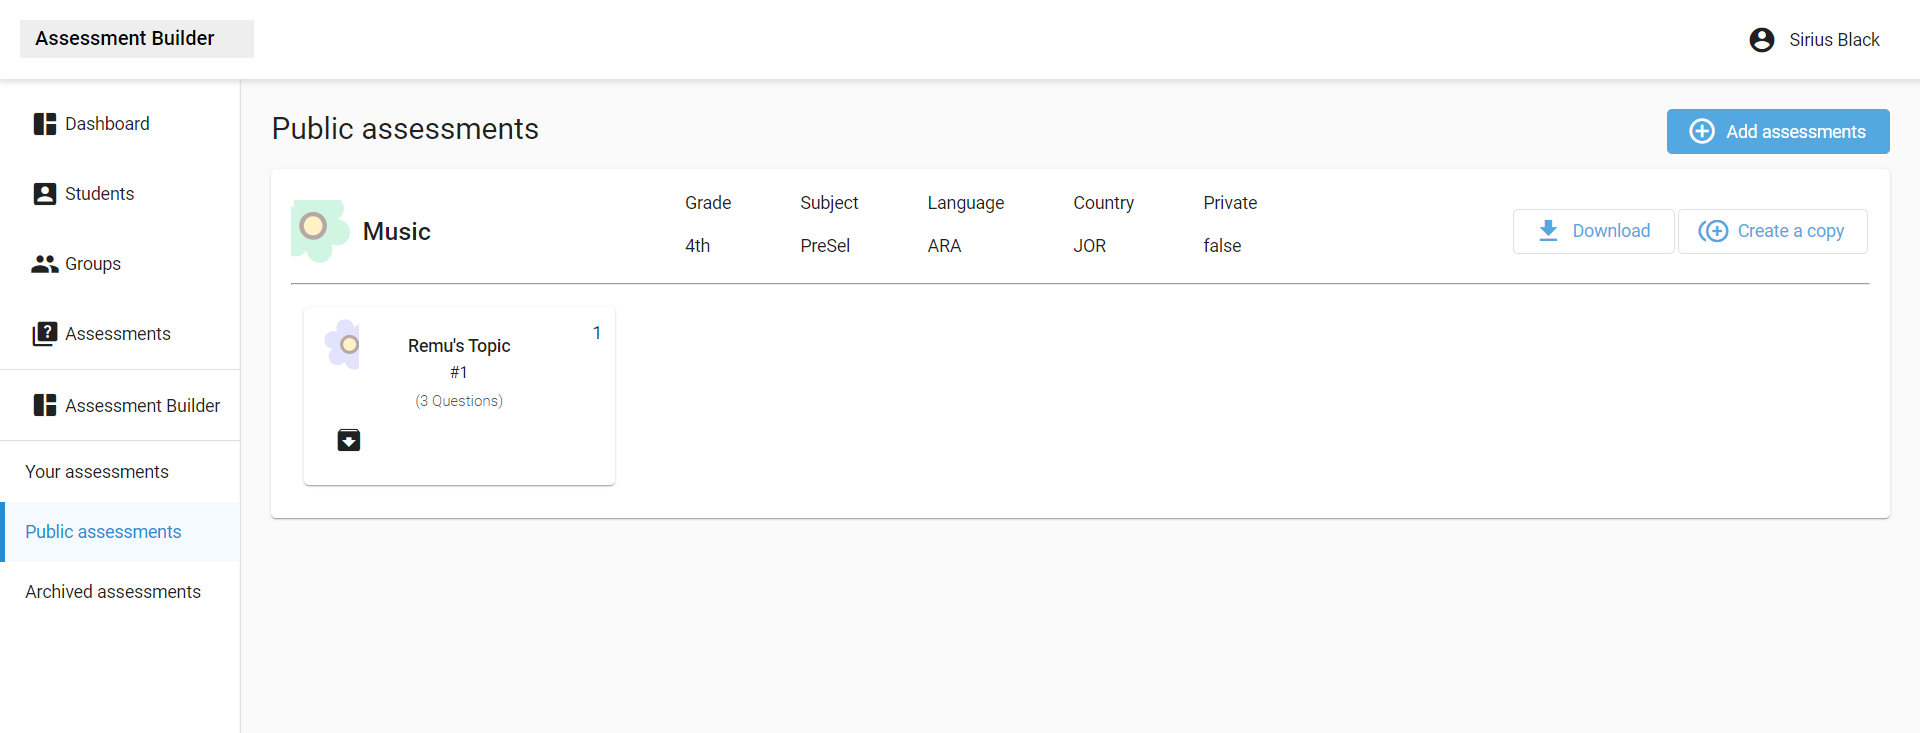 Assessment Builder
Sirius Black
Dashboard
Students
Groups
Assessments
Assessment Builder
Your assessments
Public assessments
Archived assessments
Public assessments
Add assessments
Music
Grade Subject Language Country Private
4th PreSel ARA JOR false
Download
Create a copy
1
Remu's Topic
#1
(3 Questions)